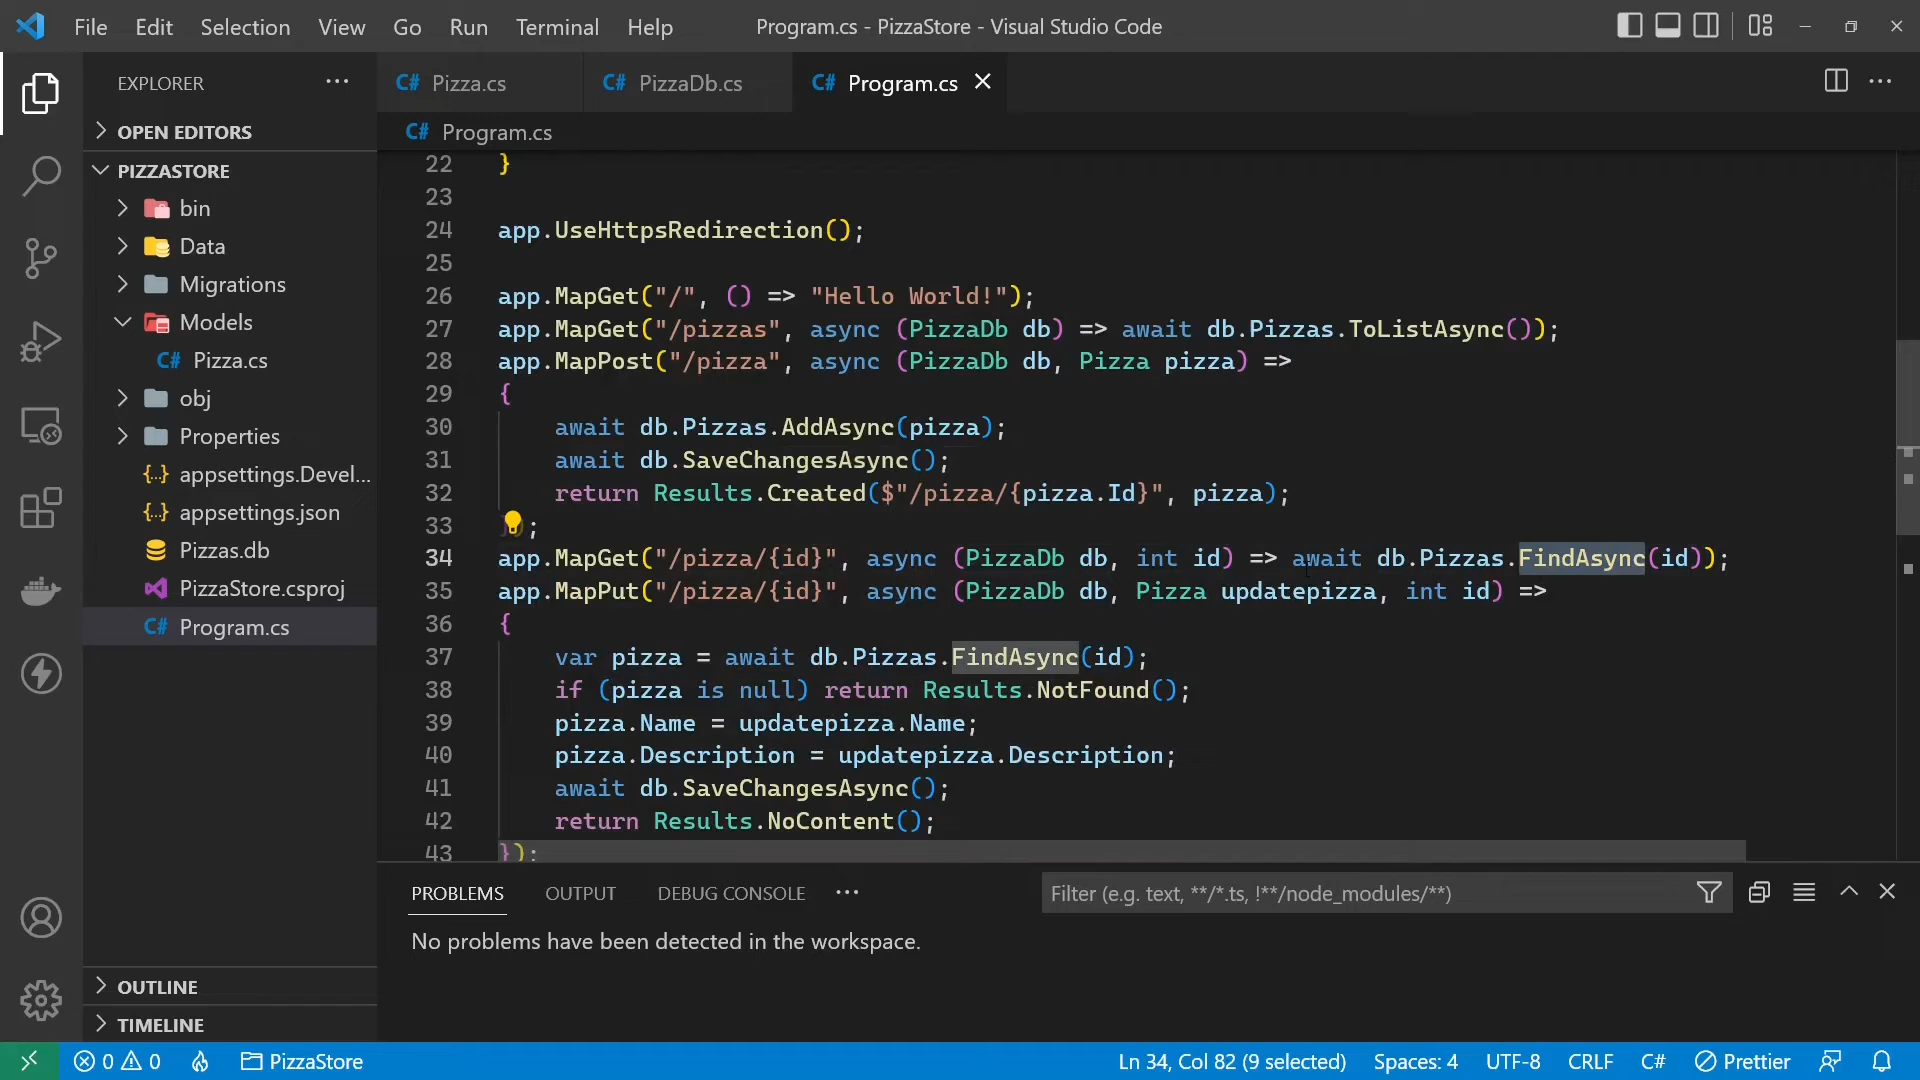 File Edit Selection View Go Run Terminal Help Program.cs - PizzaStore - Visual Studio Code
EXPLORER ···
OPEN EDITORS
PIZZASTORE
bin
Data
Migrations
Models
C# Pizza.cs
obj
Properties
{..} appsettings.Devel...
{..} appsettings.json
Pizzas.db
PizzaStore.csproj
C# Program.cs
OUTLINE
TIMELINE
C# Pizza.cs C# PizzaDb.cs C# Program.cs
C# Program.cs
22 }
23
24 app.UseHttpsRedirection();
25
26 app.MapGet("/", () => "Hello World!");
27 app.MapGet("/pizzas", async (PizzaDb db) => await db.Pizzas.ToListAsync());
28 app.MapPost("/pizza", async (PizzaDb db, Pizza pizza) =>
29 {
30 await db.Pizzas.AddAsync(pizza);
31 await db.SaveChangesAsync();
32 return Results.Created($"/pizza/{pizza.Id}", pizza);
33 });
34 app.MapGet("/pizza/{id}", async (PizzaDb db, int id) => await db.Pizzas.FindAsync(id));
35 app.MapPut("/pizza/{id}", async (PizzaDb db, Pizza updatepizza, int id) =>
36 {
37 var pizza = await db.Pizzas.FindAsync(id);
38 if (pizza is null) return Results.NotFound();
39 pizza.Name = updatepizza.Name;
40 pizza.Description = updatepizza.Description;
41 await db.SaveChangesAsync();
42 return Results.NoContent();
43 });
PROBLEMS OUTPUT DEBUG CONSOLE ··· Filter (e.g. text, **/*.ts, !**/node_modules/**)
No problems have been detected in the workspace.
0 0 PizzaStore Ln 34, Col 82 (9 selected) Spaces: 4 UTF-8 CRLF C# Prettier